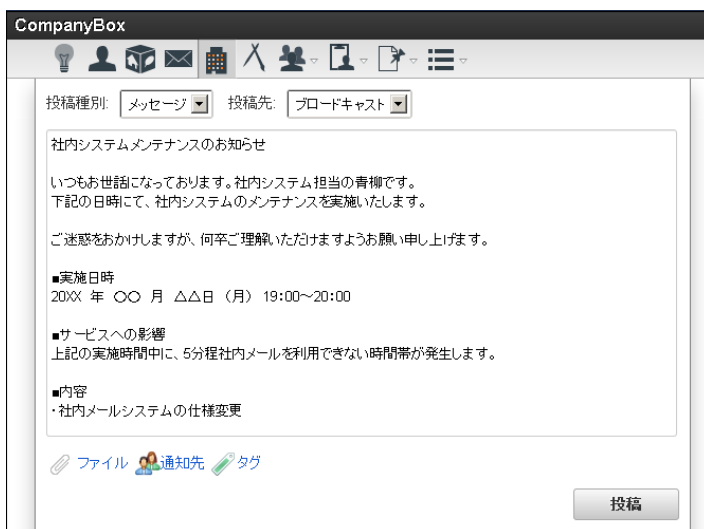 CompanyBox
投稿種別: メッセージ 投稿先: ブロードキャスト
社内システムメンテナンスのお知らせ
いつもお世話になっております。社内システム担当の青柳です。
下記の日時にて、社内システムのメンテナンスを実施いたします。
ご迷惑をおかけしますが、何卒ご理解いただけますようお願い申し上げます。
■実施日時
20XX 年 〇〇 月 △△日 (月) 19:00~20:00
■サービスへの影響
上記の実施時間中に、5分程社内メールを利用できない時間帯が発生します。
■内容
・社内メールシステムの仕様変更
ファイル 通知先 タグ
投稿